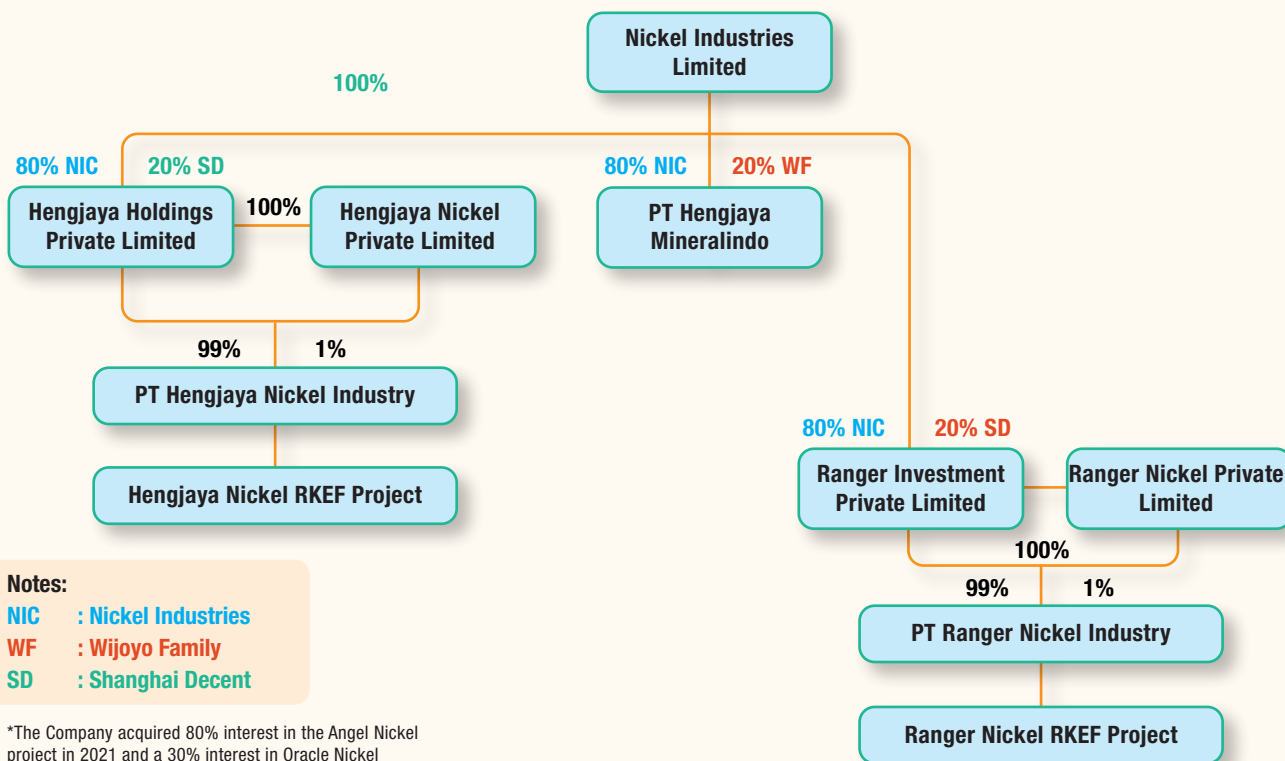 Nickel Industries
Limited
100%
80% NIC 20% SD
80% NIC 20% WF
Hengjaya Holdings
Private Limited
100%
Hengjaya Nickel
Private Limited
PT Hengjaya
Mineralindo
99% 1%
PT Hengjaya Nickel Industry
Hengjaya Nickel RKEF Project
80% NIC 20% SD
Ranger Investment
Private Limited
Ranger Nickel Private
Limited
100%
99% 1%
PT Ranger Nickel Industry
Ranger Nickel RKEF Project
Notes:
NIC : Nickel Industries
WF : Wijoyo Family
SD : Shanghai Decent
*The Company acquired 80% interest in the Angel Nickel
project in 2021 and a 30% interest in Oracle Nickel